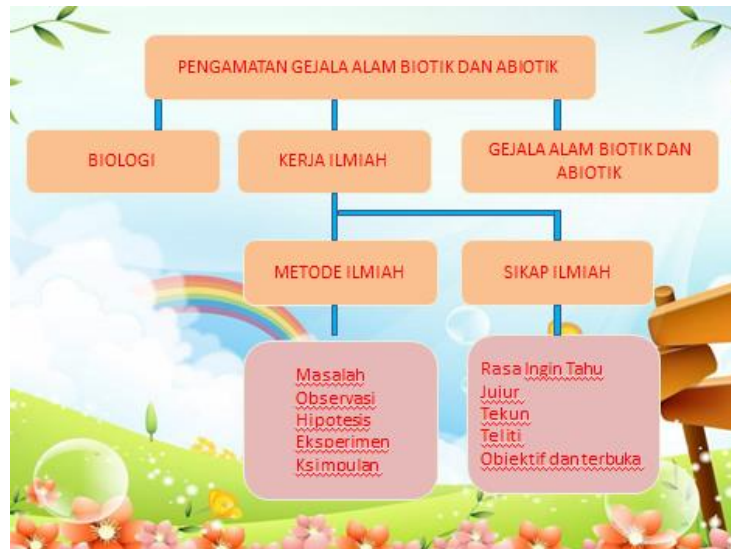 PENGAMATAN GEJALA ALAM BIOTIK DAN ABIOTIK
BIOLOGI
KERJA ILMIAH
GEJALA ALAM BIOTIK DAN
ABIOTIK
METODE ILMIAH
SIKAP ILMIAH
Masalah
Observasi
Hipotesis
Eksperimen
Ksimpulan
Rasa Ingin Tahu
Jujur
Tekun
Teliti
Objektif dan terbuka